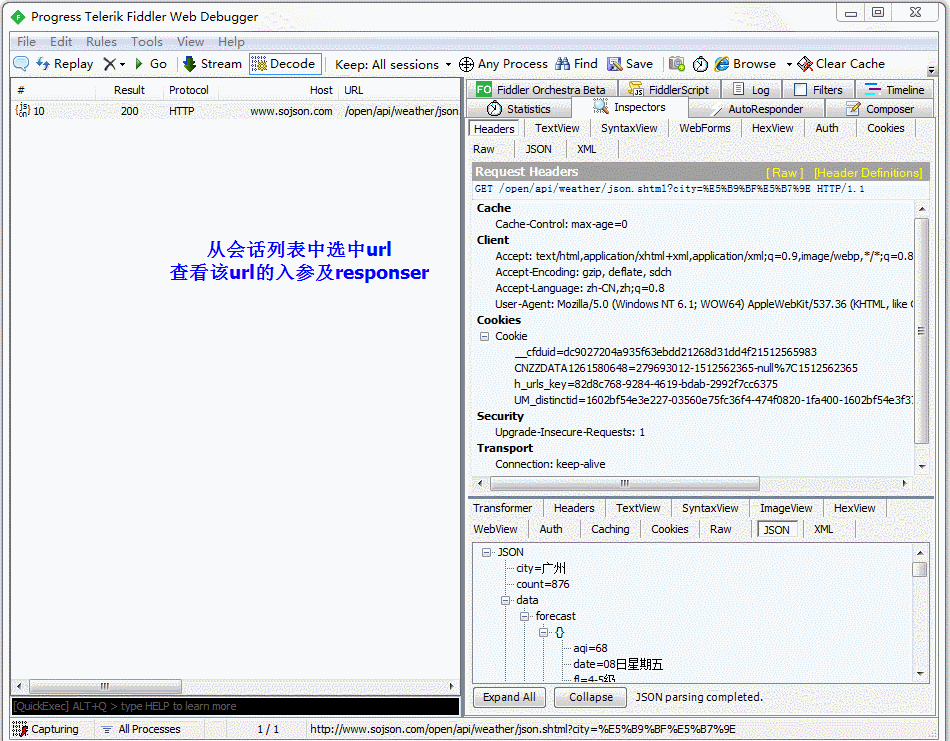 Progress Telerik Fiddler Web Debugger
File Edit Rules Tools View Help
Replay Go Stream Decode Keep: All sessions Any Process Find Save Browse Clear Cache
# Result Protocol Host URL
10 200 HTTP www.sojson.com /open/api/weather/json
从会话列表中选中url
查看该url的入参及responser
[QuickExec] ALT+Q > type HELP to learn more
FO Fiddler Orchestra Beta FiddlerScript Log Filters Timeline
Statistics Inspectors AutoResponder Composer
Headers TextView SyntaxView WebForms HexView Auth Cookies
Raw JSON XML
Request Headers [ Raw ] [Header Definitions]
GET /open/api/weather/json.shtml?city=%E5%B9%BF%E5%B7%9E HTTP/1.1
Cache
Cache-Control: max-age=0
Client
Accept: text/html,application/xhtml+xml,application/xml;q=0.9,image/webp,*/*;q=0.8
Accept-Encoding: gzip, deflate, sdch
Accept-Language: zh-CN,zh;q=0.8
User-Agent: Mozilla/5.0 (Windows NT 6.1; WOW64) AppleWebKit/537.36 (KHTML, like
Cookies
Cookie
__cfduid=dc9027204a935f63ebdd21268d31dd4f21512565983
CNZZDATA1261580648=279693012-1512562365-null%7C1512562365
h_urls_key=82d8c768-9284-4619-bdab-2992f7cc6375
UM_distinctid=1602bf54e3e227-03560e75fc36f4-474f0820-1fa400-1602bf54e3f3
Security
Upgrade-Insecure-Requests: 1
Transport
Connection: keep-alive
Transformer Headers TextView SyntaxView ImageView HexView
WebView Auth Caching Cookies Raw JSON XML
JSON
city=广州
count=876
data
forecast
{}
aqi=68
date=08日星期五
fl=4-5级
Expand All Collapse JSON parsing completed.
Capturing All Processes 1 / 1 http://www.sojson.com/open/api/weather/json.shtml?city=%E5%B9%BF%E5%B7%9E